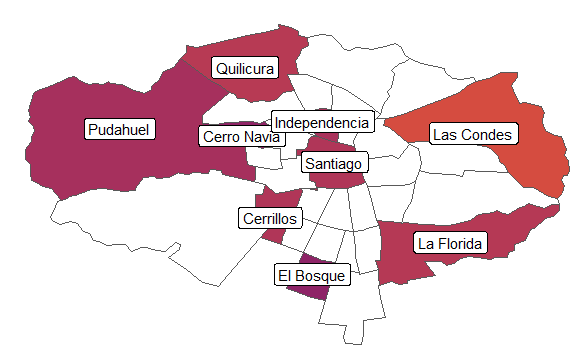 Quilicura
Pudahuel
Independencia
Cerro Navia
Las Condes
Santiago
Cerrillos
La Florida
El Bosque